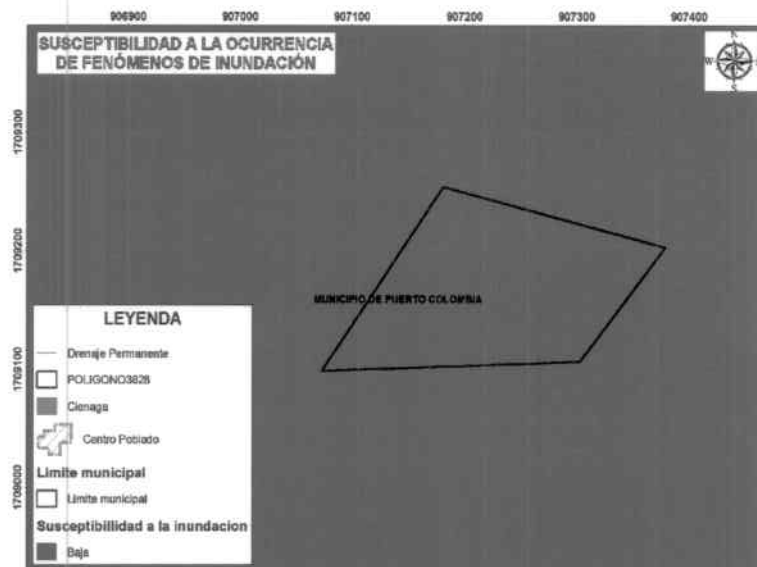 906900 907000 907100 907200 907300 907400
SUSCEPTIBILIDAD A LA OCURRENCIA
DE FENÓMENOS DE INUNDACIÓN
N
W
S
1709300
1709200
1709100
1709000
MUNICIPIO DE PUERTO COLOMBIA
LEYENDA
Drenaje Permanente
POLIGONO3828
Cienaga
Centro Poblado
Limite municipal
Limite municipal
Susceptibillidad a la inundacion
Baja